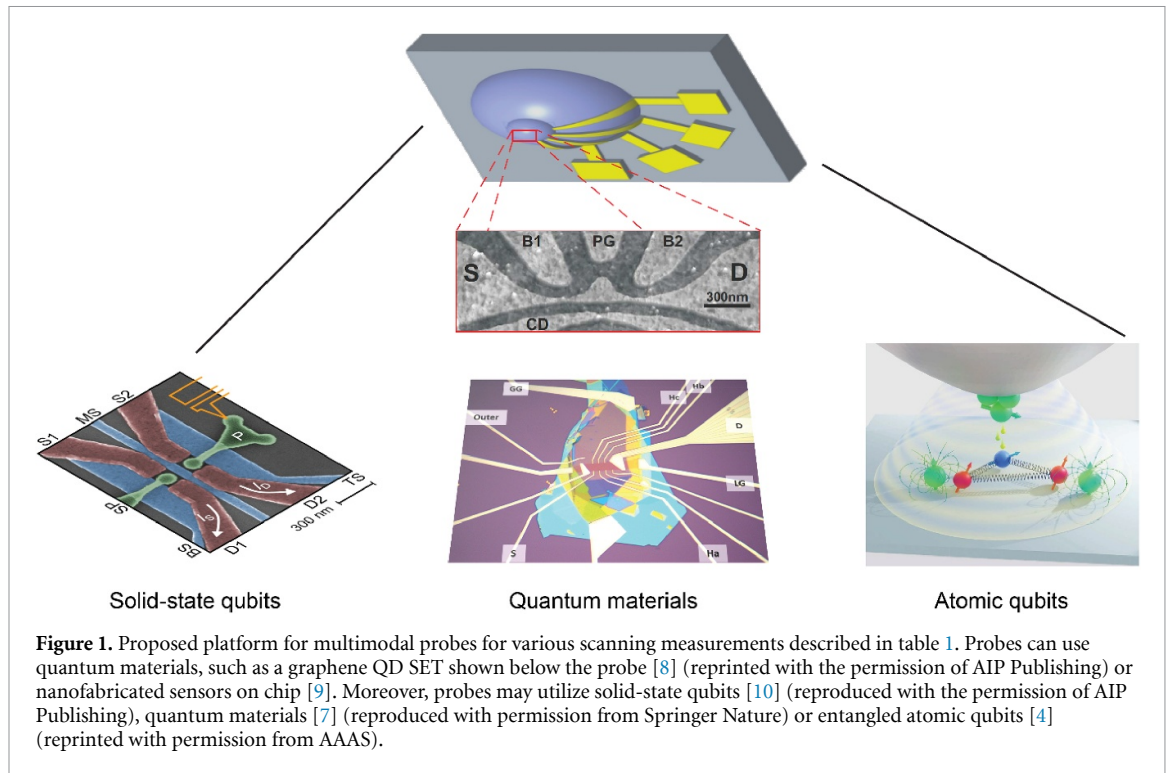 B1 PG B2
S D
300nm
CD
S1 MS S2
P
I_D
I_S
SP
BS D1 D2 TS
300 nm
GG
Outer
Hc Hb
D
LG
S
Ha
Solid-state qubits Quantum materials Atomic qubits
Figure 1. Proposed platform for multimodal probes for various scanning measurements described in table 1. Probes can use
quantum materials, such as a graphene QD SET shown below the probe [8] (reprinted with the permission of AIP Publishing) or
nanofabricated sensors on chip [9]. Moreover, probes may utilize solid-state qubits [10] (reproduced with the permission of AIP
Publishing), quantum materials [7] (reproduced with permission from Springer Nature) or entangled atomic qubits [4]
(reprinted with permission from AAAS).